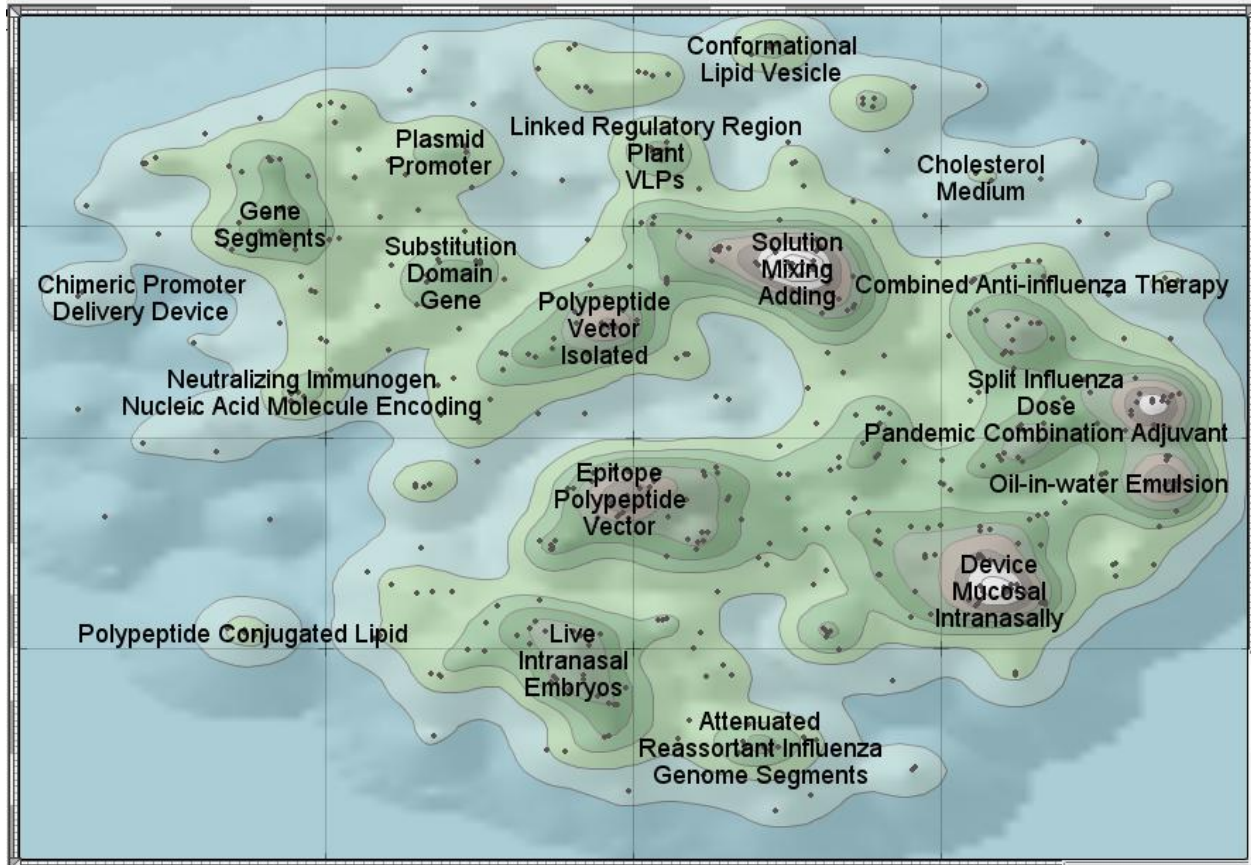 Conformational
Lipid Vesicle
Linked Regulatory Region
Plant
VLPs
Plasmid
Promoter
Cholesterol
Medium
Gene
Segments
Substitution
Domain
Gene
Solution
Mixing
Adding
Chimeric Promoter
Delivery Device
Combined Anti-influenza Therapy
Polypeptide
Vector
Isolated
Neutralizing Immunogen
Nucleic Acid Molecule Encoding
Split Influenza
Dose
Pandemic Combination Adjuvant
Epitope
Polypeptide
Vector
Oil-in-water Emulsion
Device
Mucosal
Intranasally
Polypeptide Conjugated Lipid
Live
Intranasal
Embryos
Attenuated
Reassortant Influenza
Genome Segments